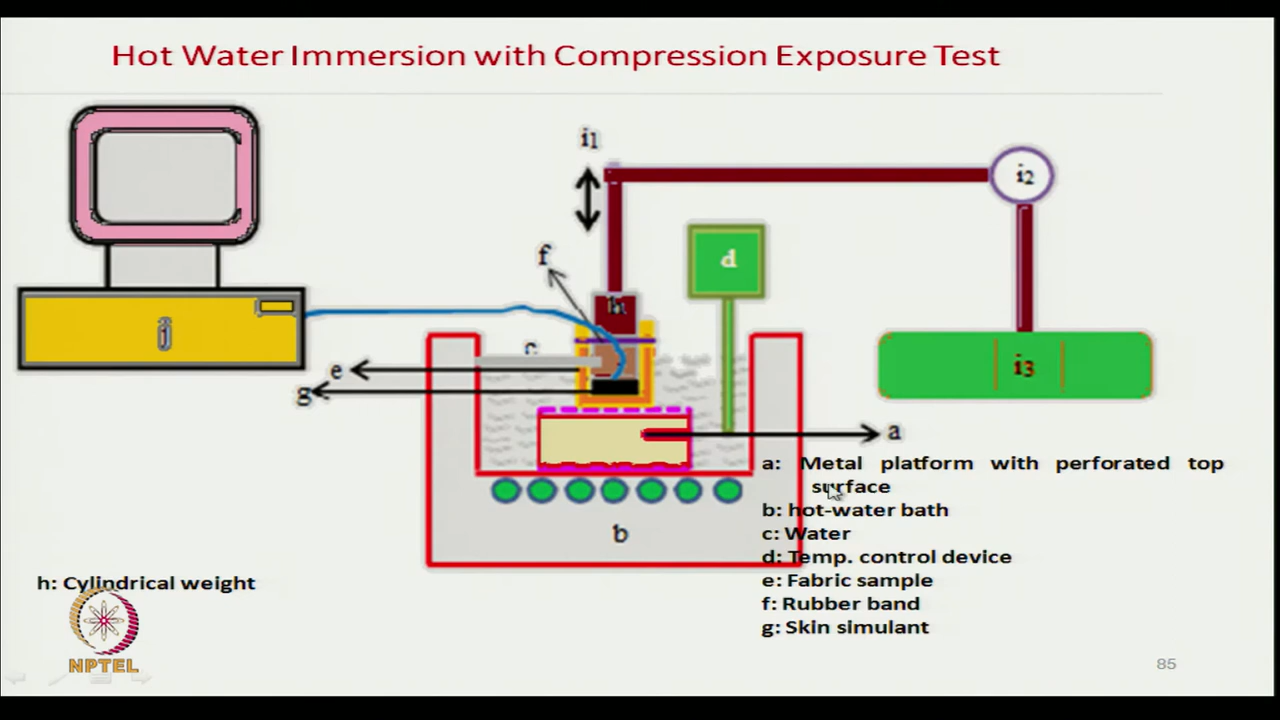 Hot Water Immersion with Compression Exposure Test
i1
i2
f
d
h
j
c
e
g
i3
a
a: Metal platform with perforated top
surface
b: hot-water bath
b
c: Water
d: Temp. control device
e: Fabric sample
h: Cylindrical weight
f: Rubber band
g: Skin simulant
NPTEL
85